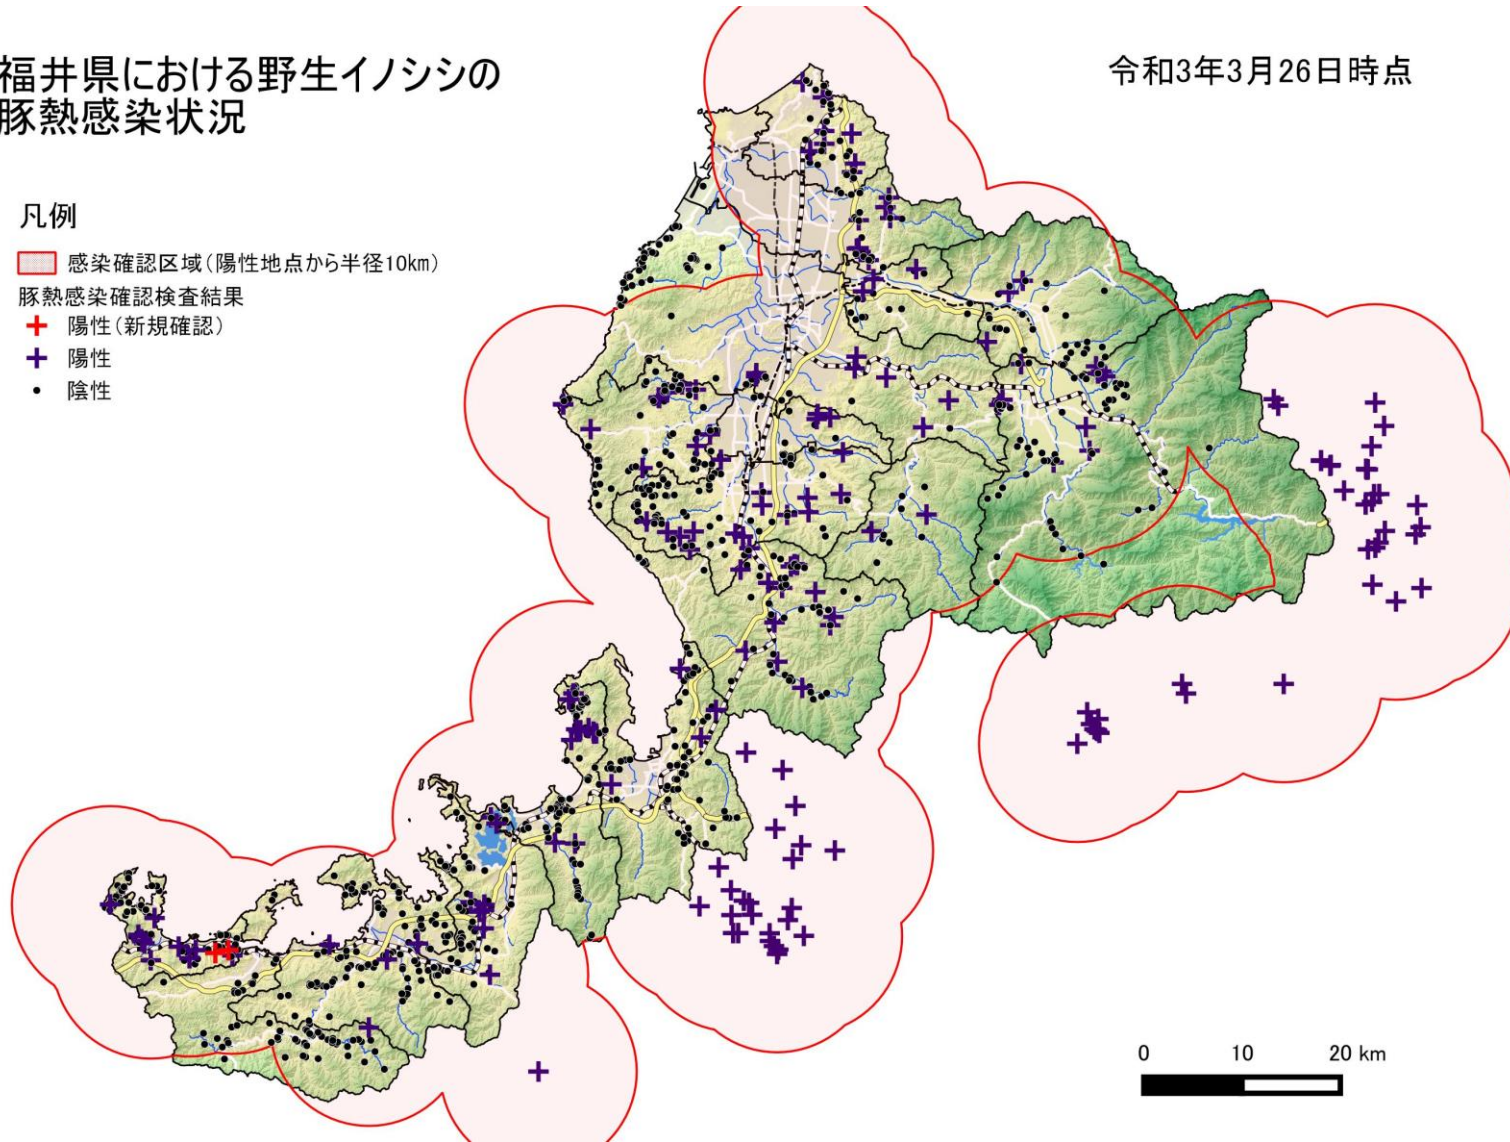 福井県における野生イノシシの
豚熱感染状況
令和3年3月26日時点
凡例
感染確認区域（陽性地点から半径10km）
豚熱感染確認検査結果
陽性（新規確認）
陽性
陰性
0 10 20 km